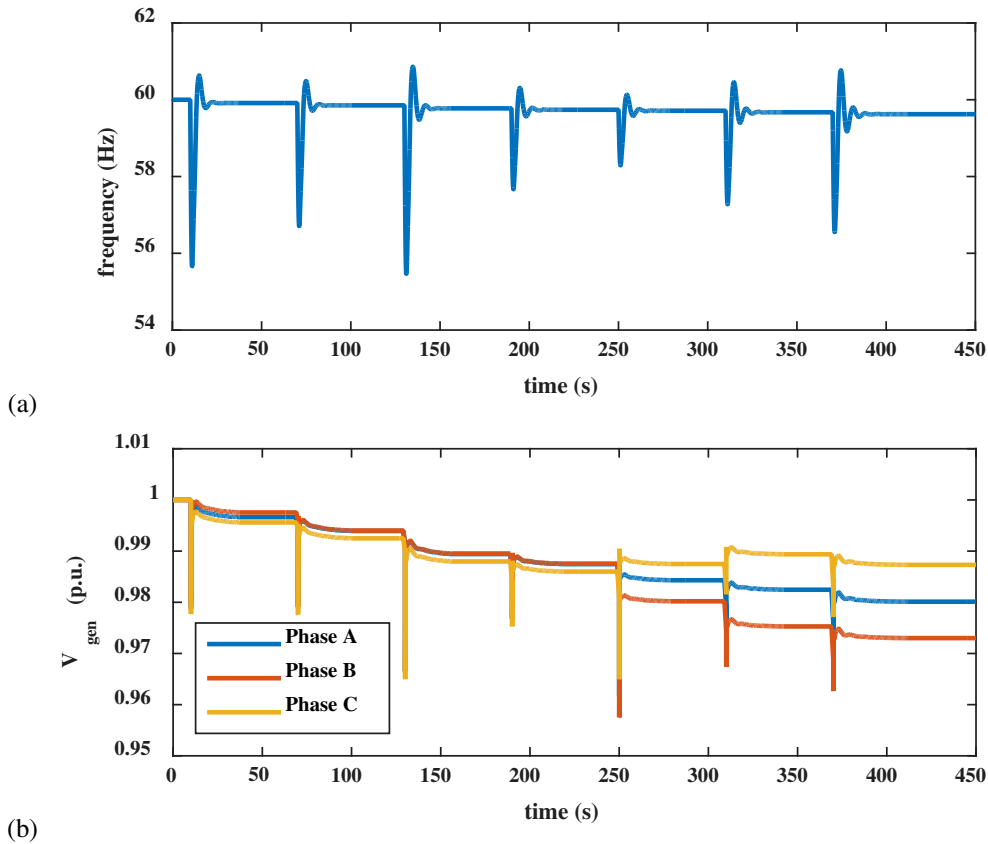 62
60
58
56
54
frequency (Hz)
0 50 100 150 200 250 300 350 400 450
time (s)
(a)
1.01
1
0.99
0.98
0.97
0.96
0.95
V gen (p.u.)
Phase A
Phase B
Phase C
0 50 100 150 200 250 300 350 400 450
time (s)
(b)